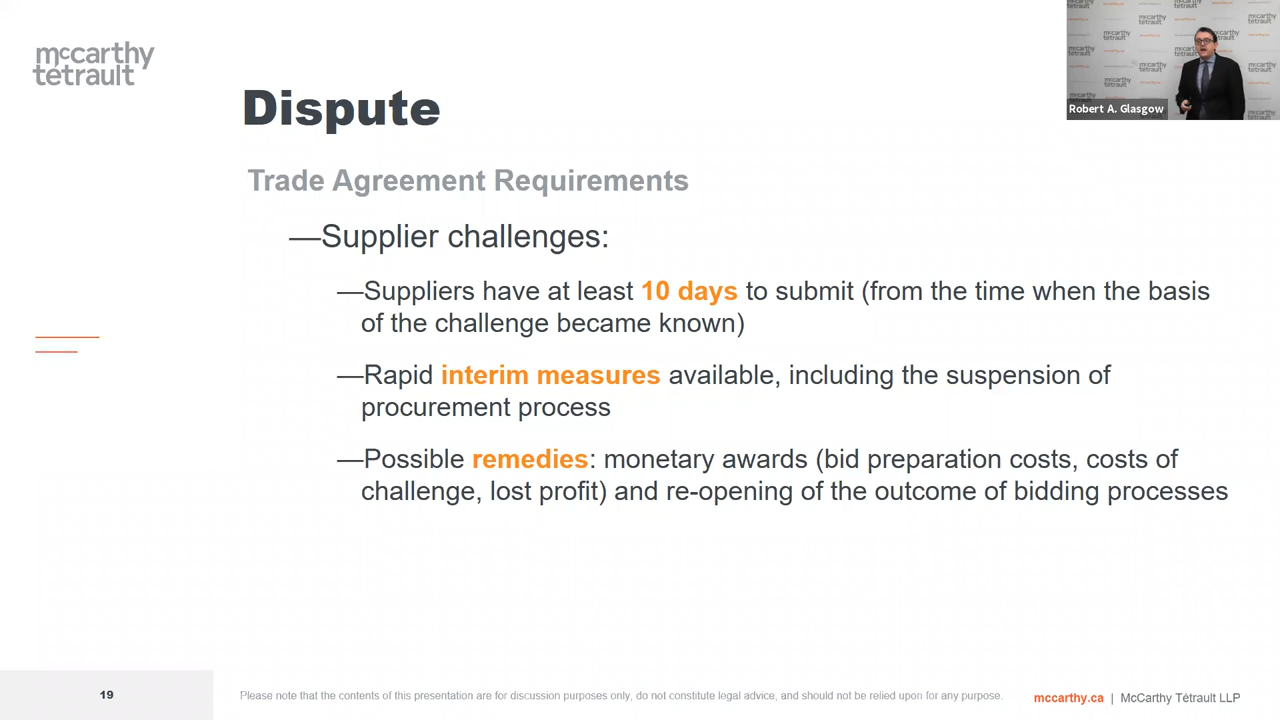 mccarthy
tetrault
Dispute
Robert A. Glasgow
Trade Agreement Requirements
—Supplier challenges:
—Suppliers have at least 10 days to submit (from the time when the basis
of the challenge became known)
—Rapid interim measures available, including the suspension of
procurement process
—Possible remedies: monetary awards (bid preparation costs, costs of
challenge, lost profit) and re-opening of the outcome of bidding processes
19
Please note that the contents of this presentation are for discussion purposes only, do not constitute legal advice, and should not be relied upon for any purpose.
mccarthy.ca | McCarthy Tétrault LLP